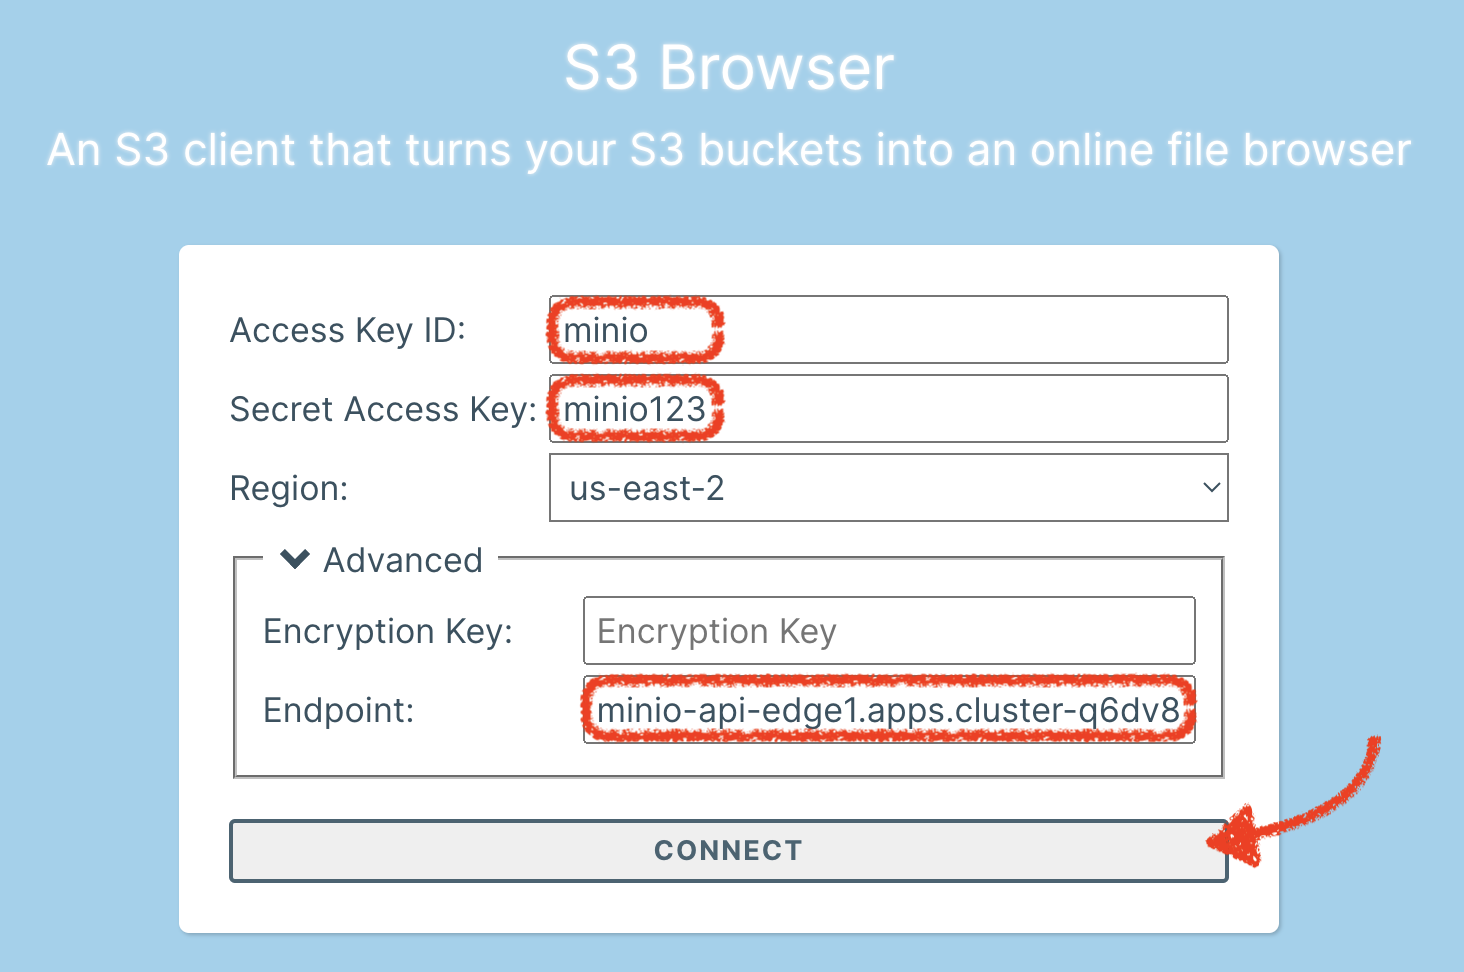 S3 Browser
An S3 client that turns your S3 buckets into an online file browser
Access Key ID: minio
Secret Access Key: minio123
Region: us-east-2
Advanced
Encryption Key: Encryption Key
Endpoint: minio-api-edge1.apps.cluster-q6dv8
CONNECT